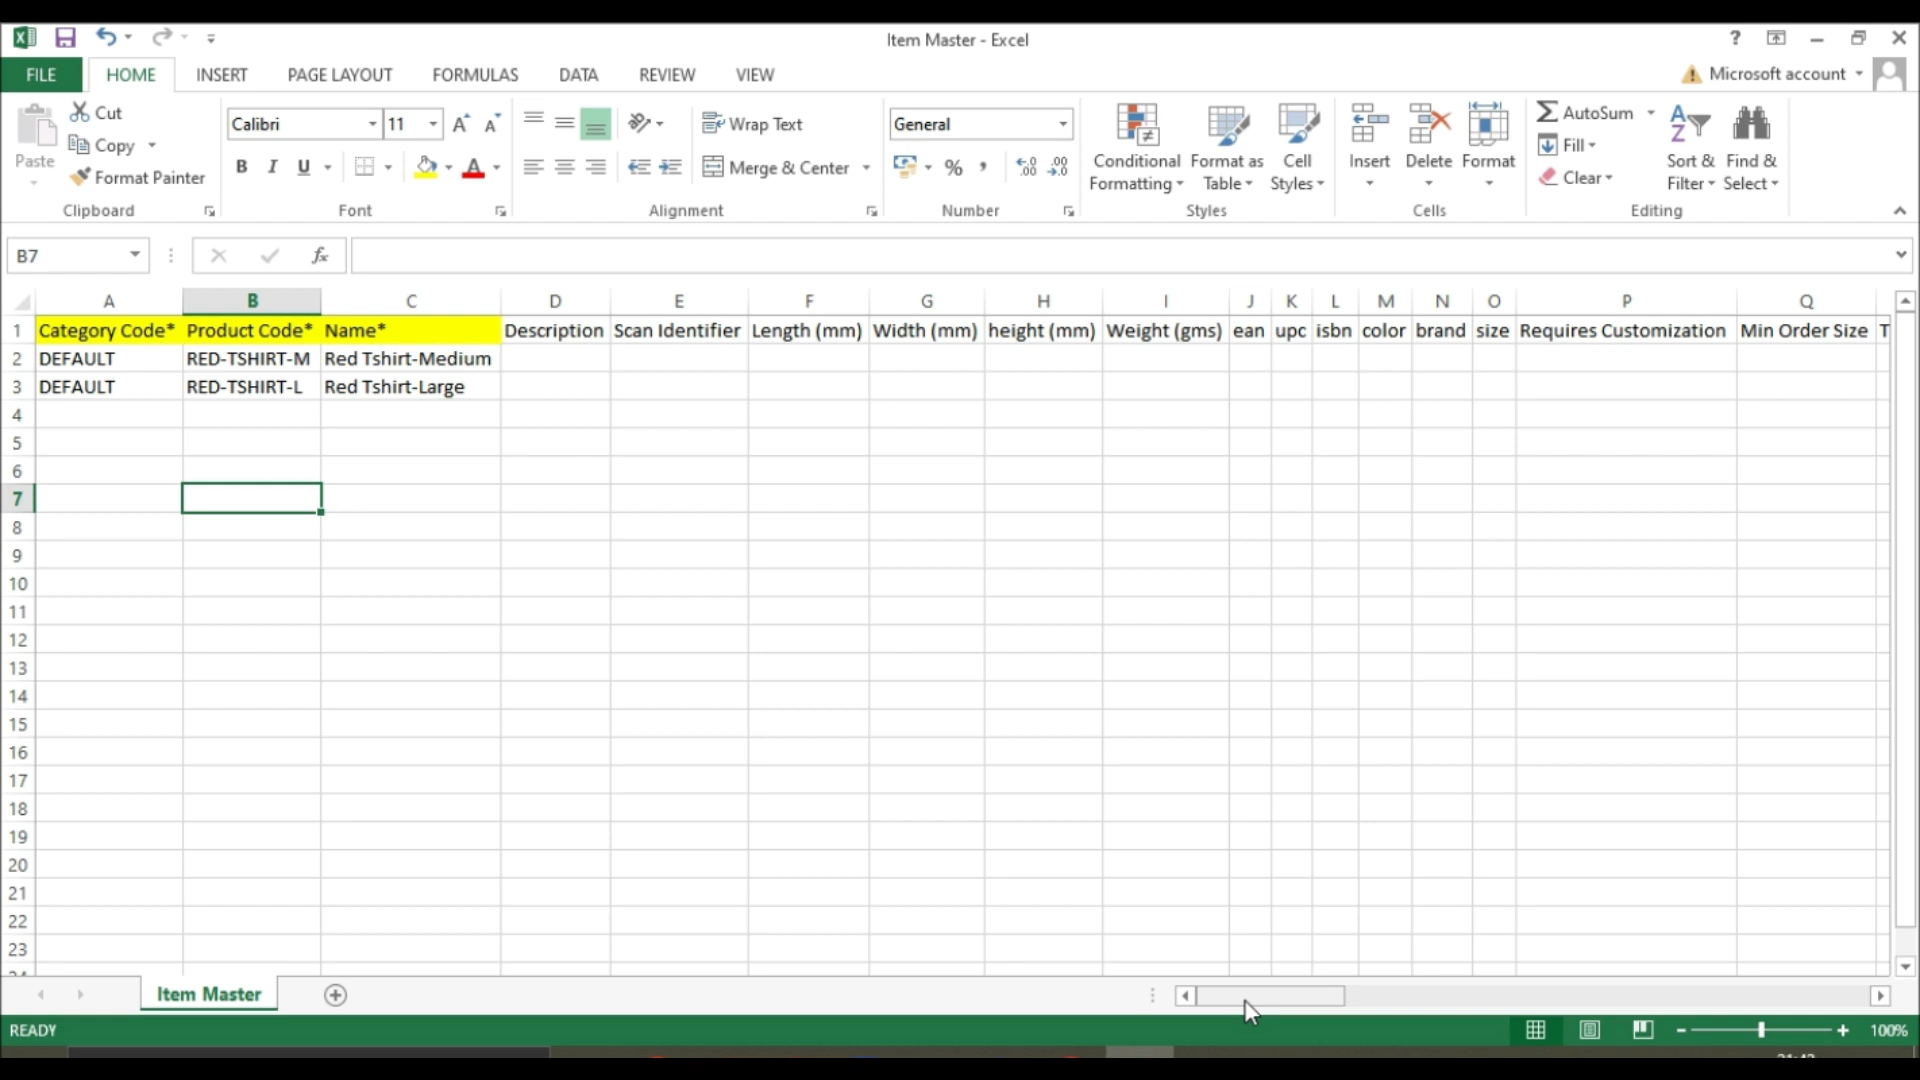 Item Master - Excel
?
FILE HOME INSERT PAGE LAYOUT FORMULAS DATA REVIEW VIEW Microsoft account
Paste Cut Copy Format Painter
Clipboard
Calibri 11
B I U A
Font
Wrap Text
Merge & Center
Alignment
General
% ,
Number
Conditional Formatting Format as Table Cell Styles
Styles
Insert Delete Format
Cells
AutoSum Fill Clear Sort & Filter Find & Select
Editing
B7 fx
A B C D E F G H I J K L M N O P Q
1 Category Code* Product Code* Name* Description Scan Identifier Length (mm) Width (mm) height (mm) Weight (gms) ean upc isbn color brand size Requires Customization Min Order Size T
2 DEFAULT RED-TSHIRT-M Red Tshirt-Medium
3 DEFAULT RED-TSHIRT-L Red Tshirt-Large
4
5
6
7
8
9
10
11
12
13
14
15
16
17
18
19
20
21
22
23
Item Master
READY 100%